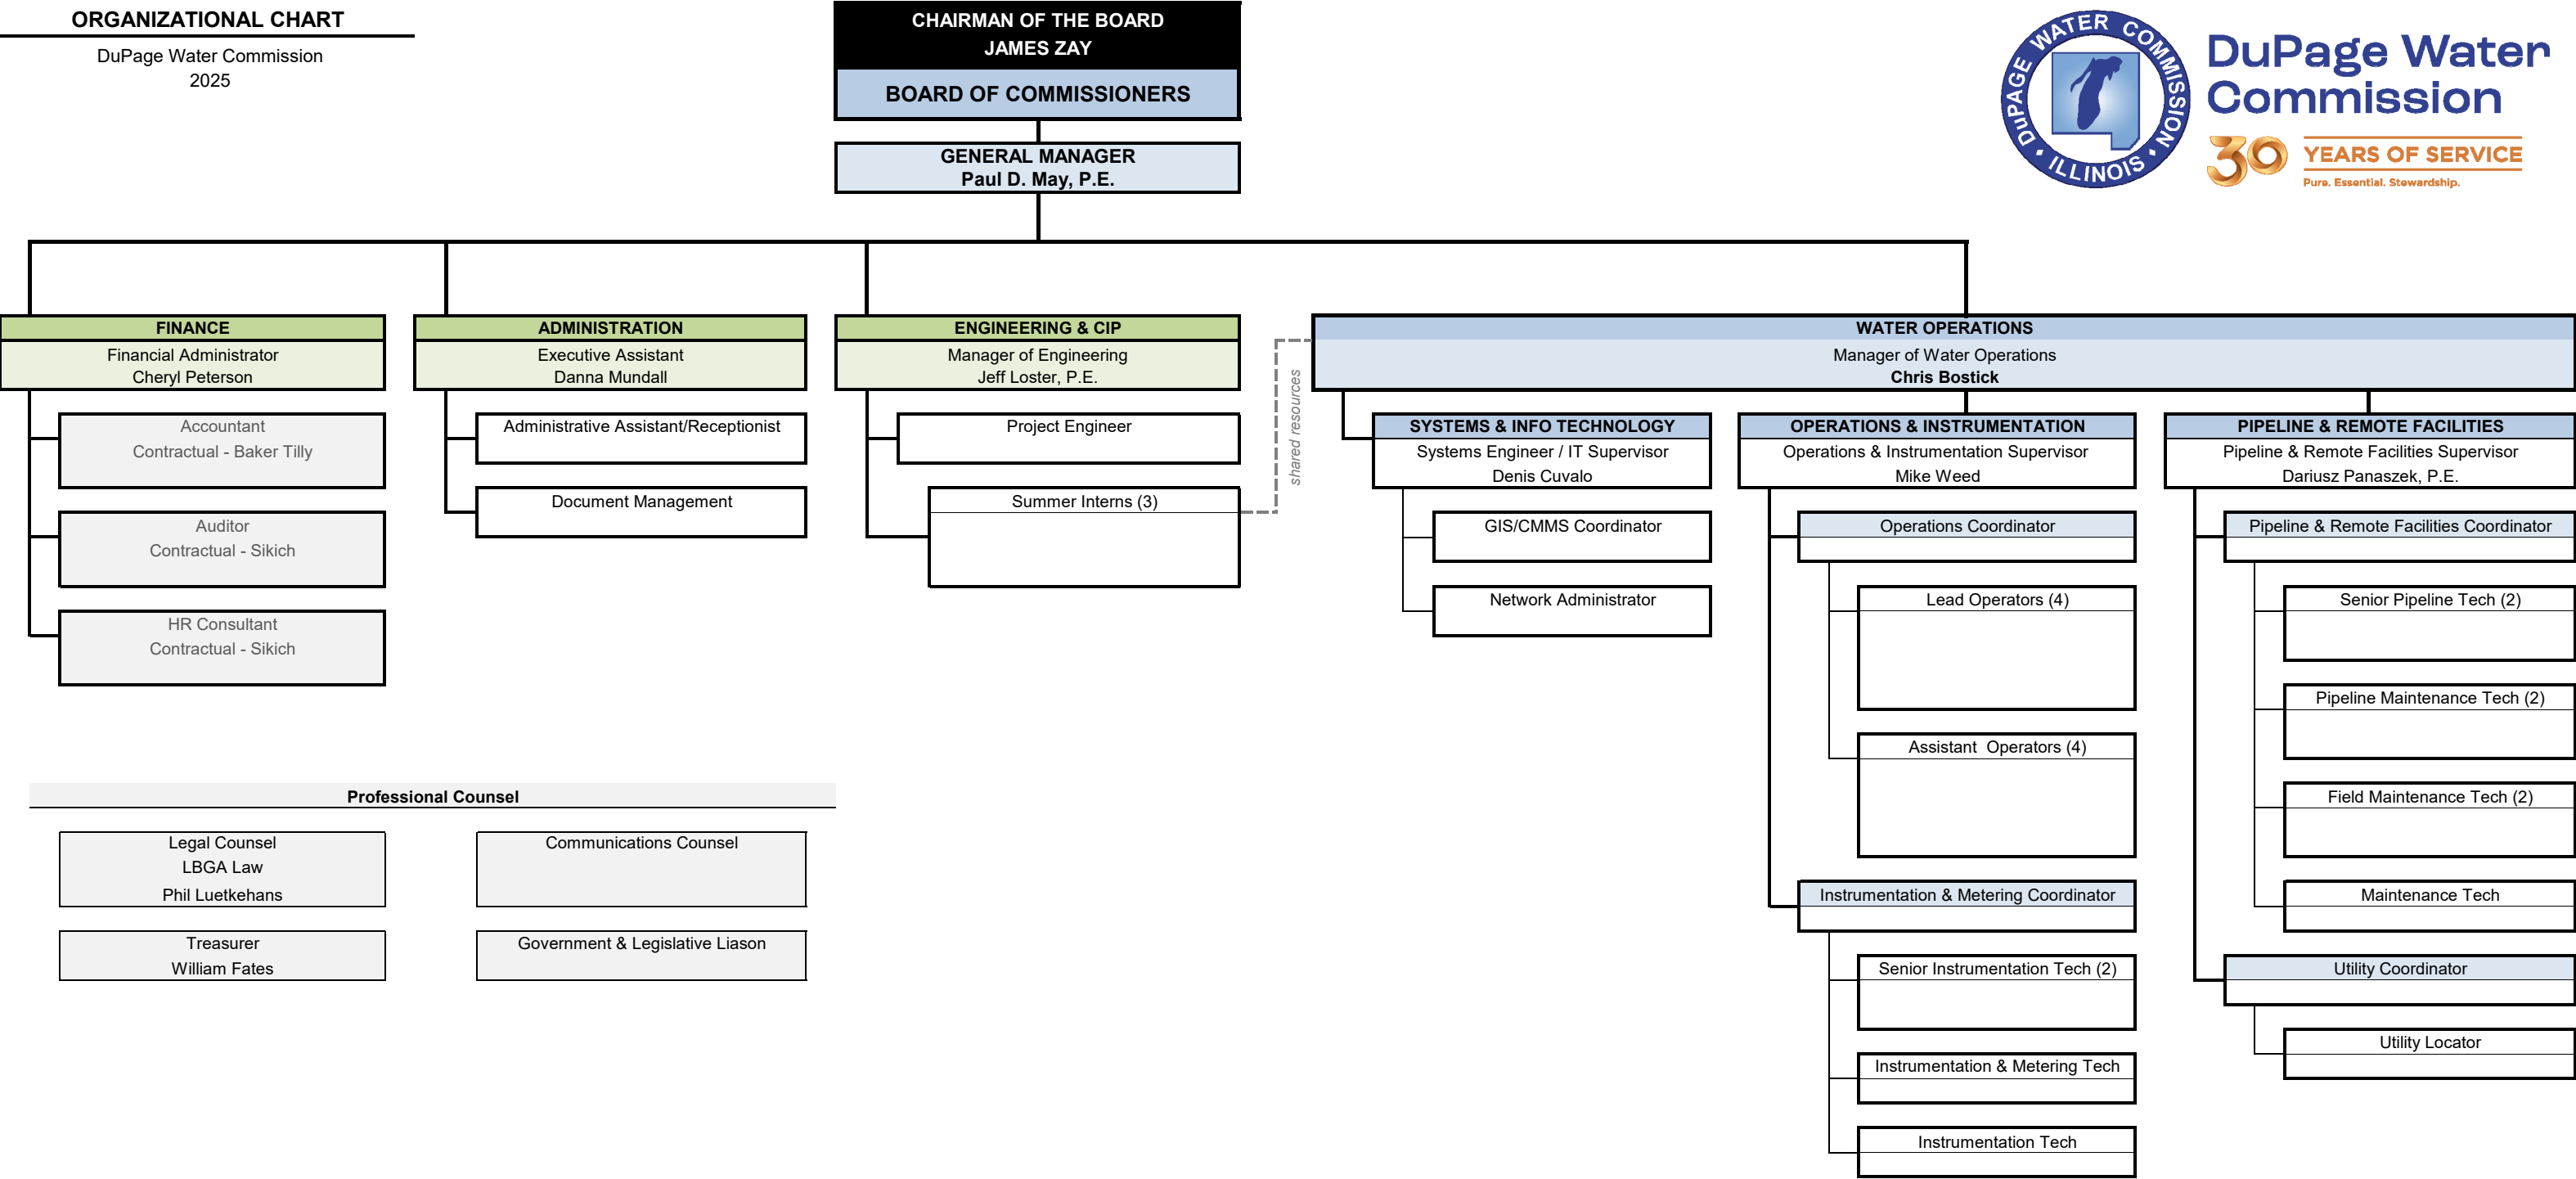 ORGANIZATIONAL CHART
DuPage Water Commission
2025
CHAIRMAN OF THE BOARD
JAMES ZAY
BOARD OF COMMISSIONERS
GENERAL MANAGER
Paul D. May, P.E.
DuPAGE WATER COMMISSION
ILLINOIS
DuPage Water
Commission
30
YEARS OF SERVICE
Pure. Essential. Stewardship.
FINANCE
Financial Administrator
Cheryl Peterson
Accountant
Contractual - Baker Tilly
Auditor
Contractual - Sikich
HR Consultant
Contractual - Sikich
ADMINISTRATION
Executive Assistant
Danna Mundall
Administrative Assistant/Receptionist
Document Management
ENGINEERING & CIP
Manager of Engineering
Jeff Loster, P.E.
Project Engineer
Summer Interns (3)
shared resources
WATER OPERATIONS
Manager of Water Operations
Chris Bostick
SYSTEMS & INFO TECHNOLOGY
Systems Engineer / IT Supervisor
Denis Cuvalo
GIS/CMMS Coordinator
Network Administrator
OPERATIONS & INSTRUMENTATION
Operations & Instrumentation Supervisor
Mike Weed
Operations Coordinator
Lead Operators (4)
Assistant  Operators (4)
Instrumentation & Metering Coordinator
Senior Instrumentation Tech (2)
Instrumentation & Metering Tech
Instrumentation Tech
PIPELINE & REMOTE FACILITIES
Pipeline & Remote Facilities Supervisor
Dariusz Panaszek, P.E.
Pipeline & Remote Facilities Coordinator
Senior Pipeline Tech (2)
Pipeline Maintenance Tech (2)
Field Maintenance Tech (2)
Maintenance Tech
Utility Coordinator
Utility Locator
Professional Counsel
Legal Counsel
LBGA Law
Phil Luetkehans
Communications Counsel
Treasurer
William Fates
Government & Legislative Liason